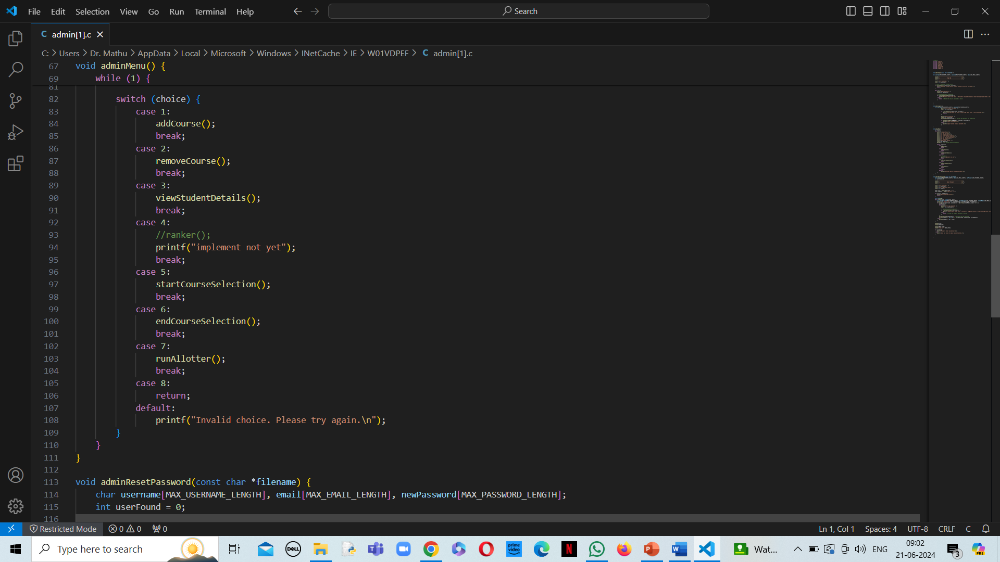 File Edit Selection View Go Run Terminal Help
Search
C admin[1].c
C: > Users > Dr. Mathu > AppData > Local > Microsoft > Windows > INetCache > IE > W01VDPEF > C admin[1].c
67 void adminMenu() {
69 while (1) {
81
82 switch (choice) {
83 case 1:
84 addCourse();
85 break;
86 case 2:
87 removeCourse();
88 break;
89 case 3:
90 viewStudentDetails();
91 break;
92 case 4:
93 //ranker();
94 printf("implement not yet");
95 break;
96 case 5:
97 startCourseSelection();
98 break;
99 case 6:
100 endCourseSelection();
101 break;
102 case 7:
103 runAllotter();
104 break;
105 case 8:
106 return;
107 default:
108 printf("Invalid choice. Please try again.\n");
109 }
110 }
111 }
112
113 void adminResetPassword(const char *filename) {
114 char username[MAX_USERNAME_LENGTH], email[MAX_EMAIL_LENGTH], newPassword[MAX_PASSWORD_LENGTH];
115 int userFound = 0;
116
Restricted Mode 0 0 0 Ln 1, Col 1 Spaces: 4 UTF-8 CRLF C
Type here to search
DELL
prime video
Wat...
ENG
09:02
21-06-2024
3
PRE